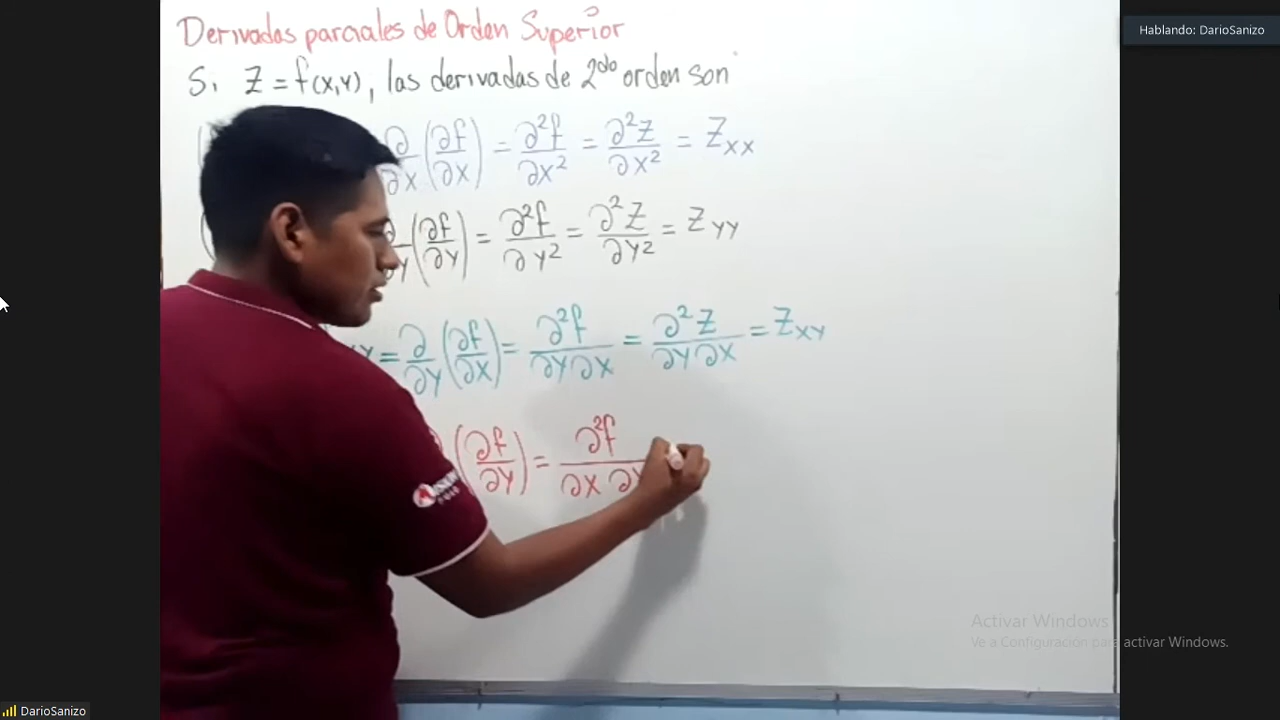 Derivadas parciales de Orden Superior
Hablando: DarioSanizo
Si Z = f(x,y), las derivadas de 2do orden son
∂/∂x (∂f/∂x) = ∂²f/∂x² = ∂²Z/∂x² = Zxx
∂/∂y (∂f/∂y) = ∂²f/∂y² = ∂²Z/∂y² = Zyy
= ∂/∂y (∂f/∂x) = ∂²f/∂y∂x = ∂²Z/∂y∂x = Zxy
(∂f/∂y) = ∂²f/∂x ∂y
Activar Windows
Ve a Configuración para activar Windows.
DarioSanizo